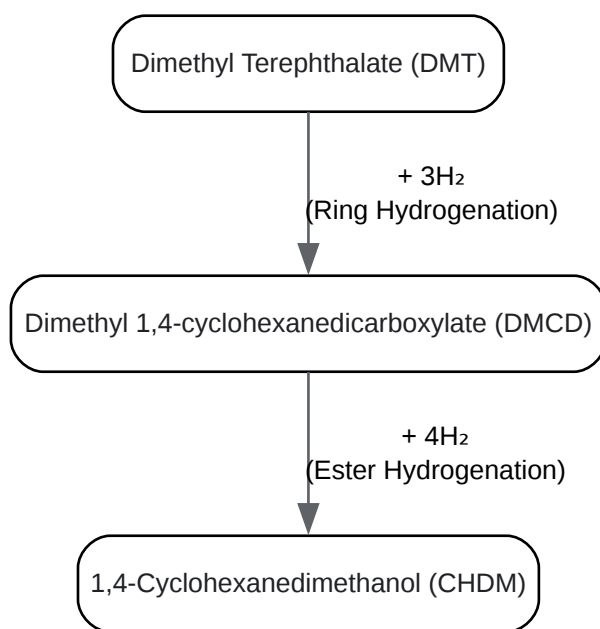 Dimethyl Terephthalate (DMT)
+ 3H₂
(Ring Hydrogenation)
Dimethyl 1,4-cyclohexanedicarboxylate (DMCD)
+ 4H₂
(Ester Hydrogenation)
1,4-Cyclohexanedimethanol (CHDM)